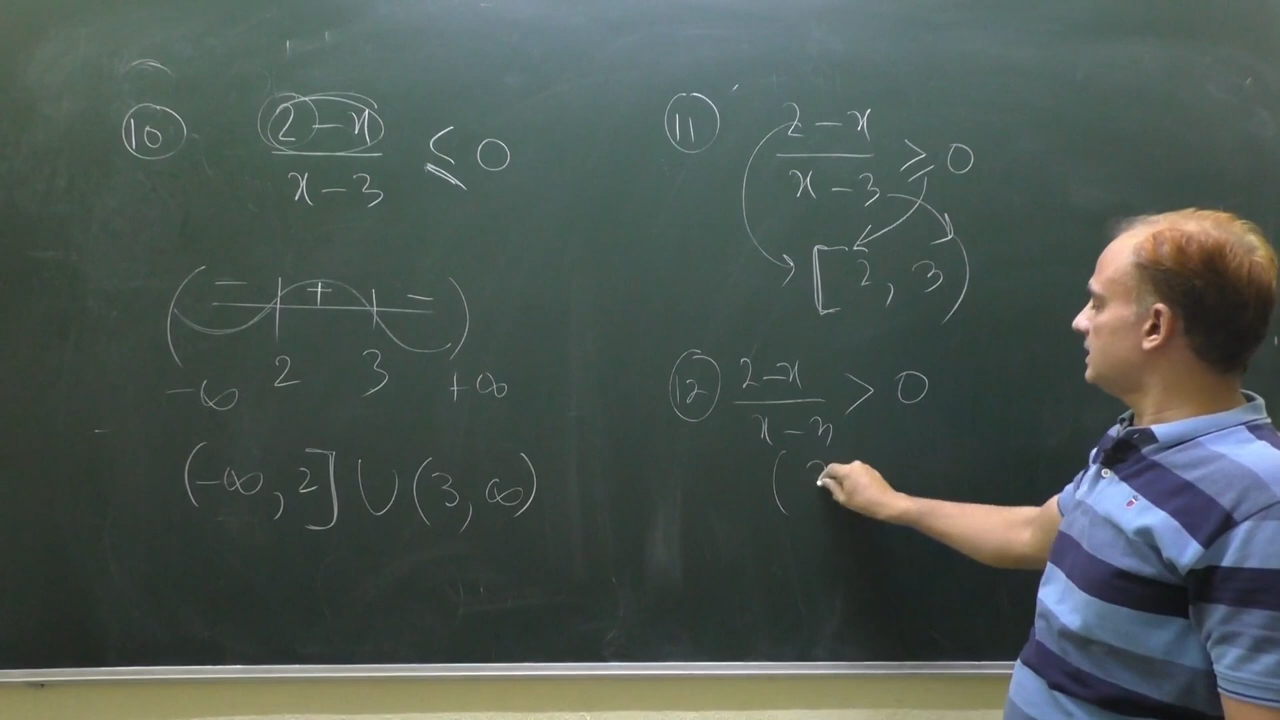 10 2-x / x-3 ≤ 0
- + -
-∞ 2 3 +∞
(-∞, 2] ∪ (3, ∞)
11 2-x / x-3 ≥ 0
[2, 3)
12 2-x / x-3 > 0
( 2